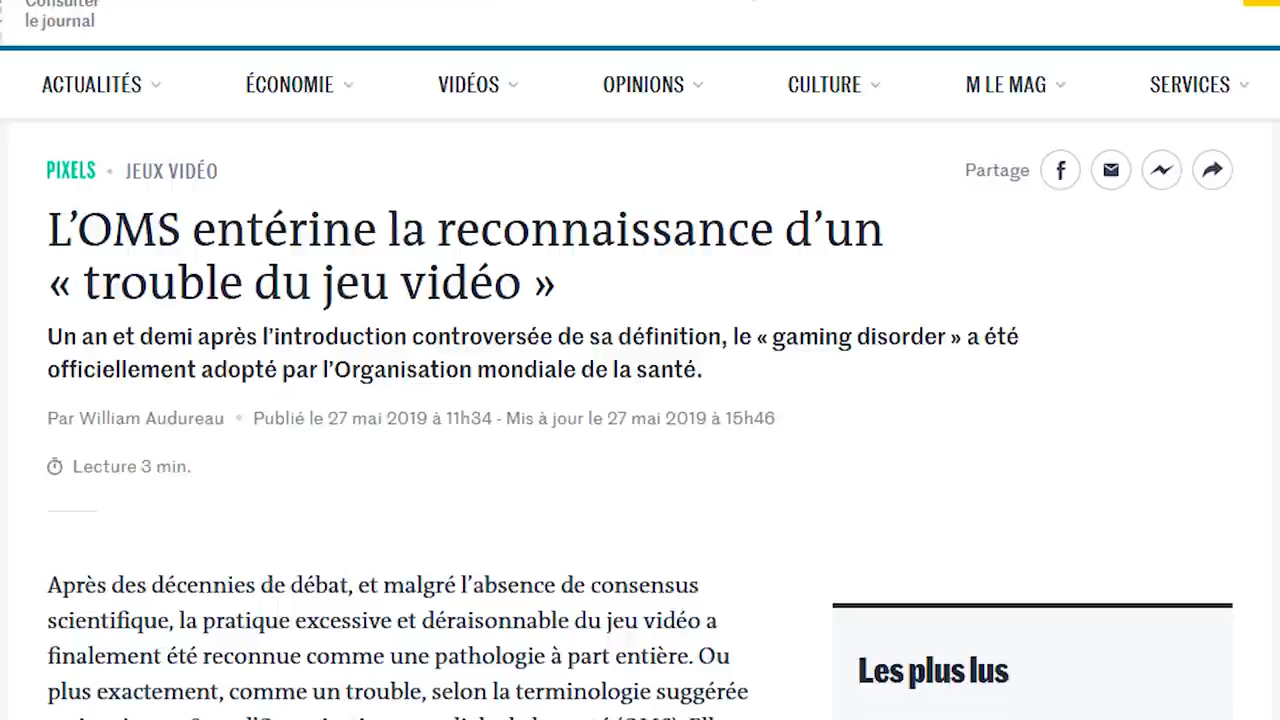 Consulter
le journal
ACTUALITÉS ÉCONOMIE VIDÉOS OPINIONS CULTURE M LE MAG SERVICES
PIXELS • JEUX VIDÉO
Partage
L’OMS entérine la reconnaissance d’un
« trouble du jeu vidéo »
Un an et demi après l’introduction controversée de sa définition, le « gaming disorder » a été
officiellement adopté par l’Organisation mondiale de la santé.
Par William Audureau • Publié le 27 mai 2019 à 11h34 - Mis à jour le 27 mai 2019 à 15h46
Lecture 3 min.
Après des décennies de débat, et malgré l’absence de consensus
scientifique, la pratique excessive et déraisonnable du jeu vidéo a
finalement été reconnue comme une pathologie à part entière. Ou
plus exactement, comme un trouble, selon la terminologie suggérée
Les plus lus